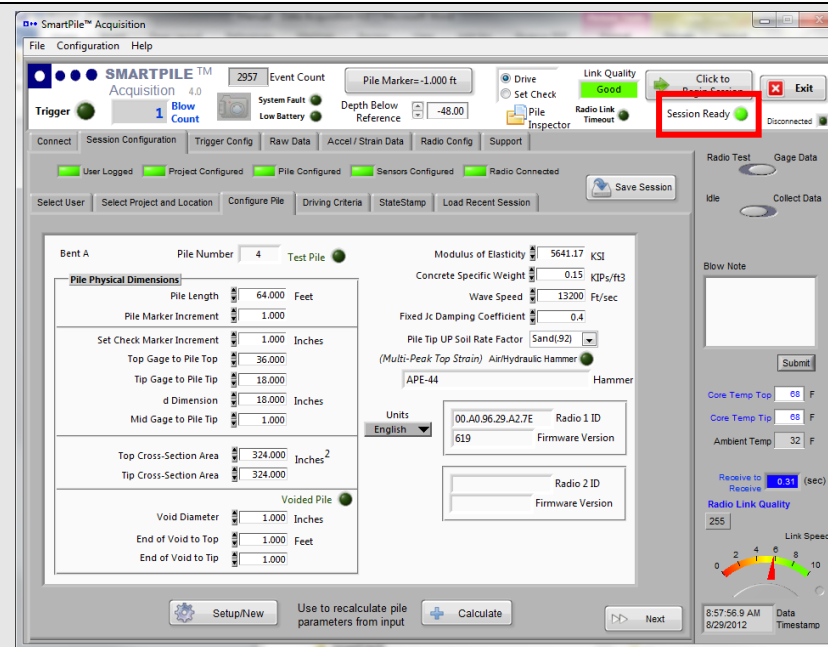 SmartPile™ Acquisition
File Configuration Help
SMARTPILE TM
Acquisition 4.0
2957 Event Count
Pile Marker=-1.000 ft
Drive
Set Check
Link Quality
Good
Click to
Begin Session
Exit
Trigger
1 Blow
Count
System Fault
Low Battery
Depth Below
Reference
-48.00
Pile
Inspector
Radio Link
Timeout
Session Ready
Disconnected
Connect Session Configuration Trigger Config Raw Data Accel / Strain Data Radio Config Support
User Logged Project Configured Pile Configured Sensors Configured Radio Connected
Save Session
Select User Select Project and Location Configure Pile Driving Criteria StateStamp Load Recent Session
Bent A Pile Number 4 Test Pile
Pile Physical Dimensions
Pile Length 64.000 Feet
Pile Marker Increment 1.000
Set Check Marker Increment 1.000 Inches
Top Gage to Pile Top 36.000
Tip Gage to Pile Tip 18.000
d Dimension 18.000 Inches
Mid Gage to Pile Tip 1.000
Top Cross-Section Area 324.000 Inches2
Tip Cross-Section Area 324.000
Voided Pile
Void Diameter 1.000 Inches
End of Void to Top 1.000 Feet
End of Void to Tip 1.000
Modulus of Elasticity 5641.17 KSI
Concrete Specific Weight 0.15 KIPs/ft3
Wave Speed 13200 Ft/sec
Fixed Jc Damping Coefficient 0.4
Pile Tip UP Soil Rate Factor Sand(.92)
(Multi-Peak Top Strain) Air/Hydraulic Hammer
APE-44 Hammer
Units
English
00.A0.96.29.A2.7E Radio 1 ID
619 Firmware Version
Radio 2 ID
Firmware Version
Setup/New
Use to recalculate pile
parameters from input
Calculate
Next
Radio Test Gage Data
Idle Collect Data
Blow Note
Submit
Core Temp Top 68 F
Core Temp Tip 68 F
Ambient Temp 32 F
Receive to
Receive
0.31 (sec)
Radio Link Quality
255
Link Speed
0 2 4 6 8 10
8:57:56.9 AM
8/29/2012
Data
Timestamp